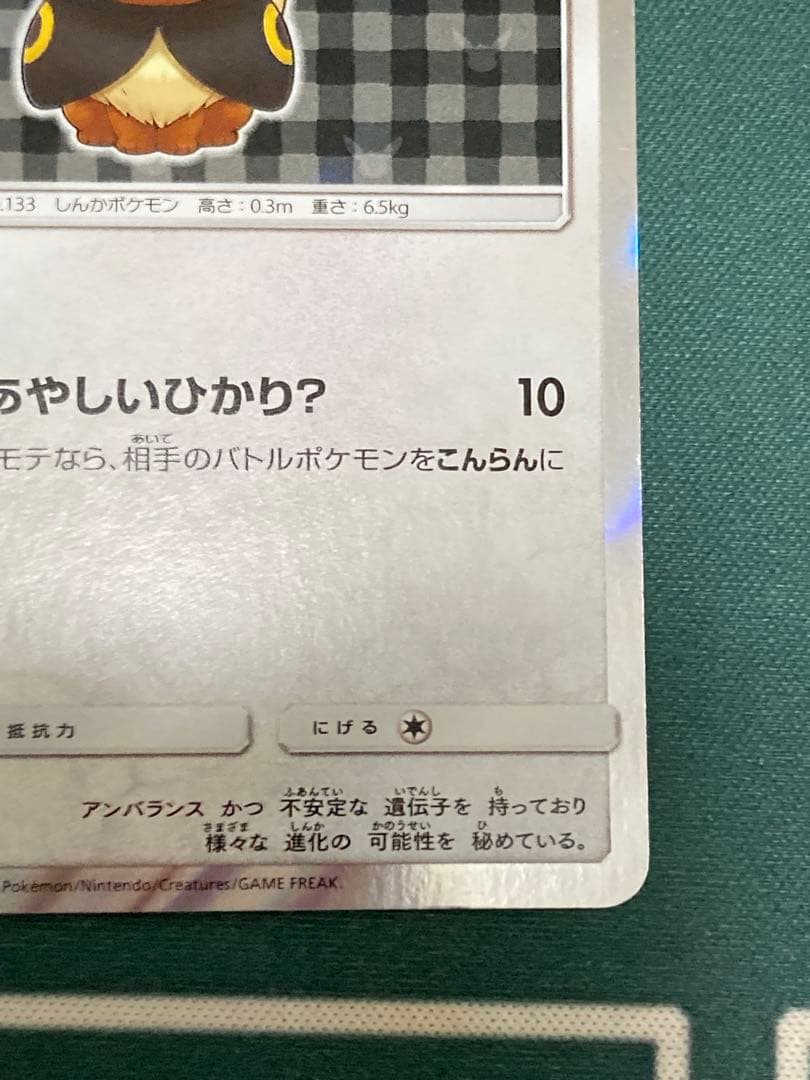 .133 しんかポケモン 高さ:0.3m 重さ:6.5kg
あやしいひかり? 10
モテなら、相手のバトルポケモンをこんらんに
あいて
抵抗力
にげる
アンバランス かつ 不安定な 遺伝子を 持っており
ふあんてい いでんし も
様々な 進化の 可能性を 秘めている。
さまざま しんか かのうせい ひ
Pokémon/Nintendo/Creatures/GAME FREAK.